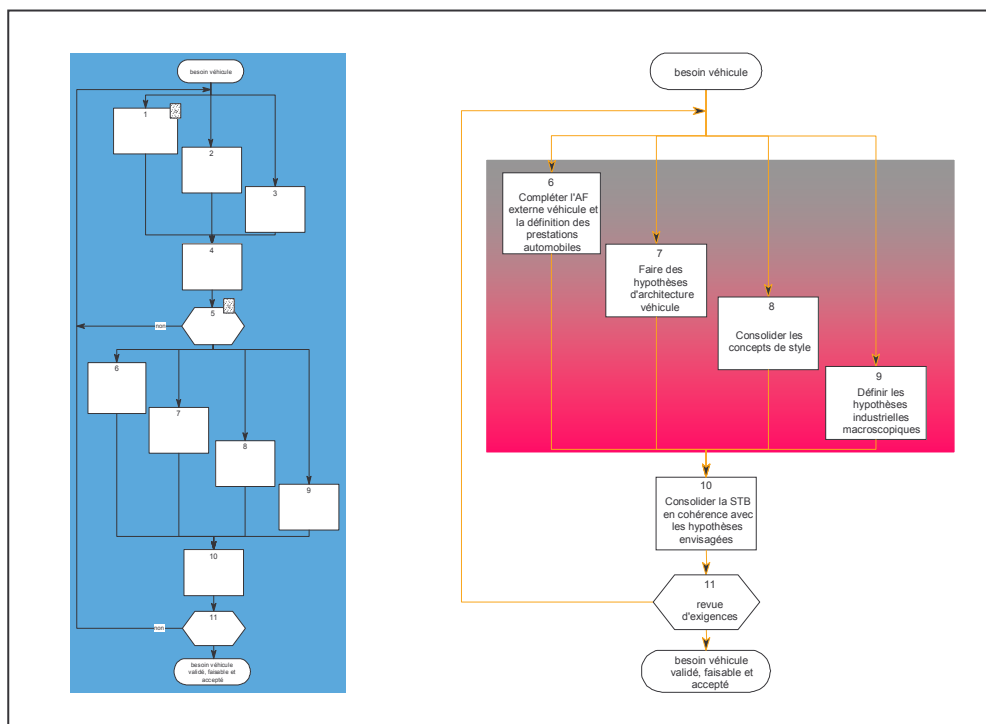 besoin véhicule
1
2
3
4
5
non
6
7
8
9
10
11
non
besoin véhicule
validé, faisable et
accepté
besoin véhicule
6
Compléter l'AF
externe véhicule et
la définition des
prestations
automobiles
7
Faire des
hypothèses
d'architecture
véhicule
8
Consolider les
concepts de style
9
Définir les
hypothèses
industrielles
macroscopiques
10
Consolider la STB
en cohérence avec
les hypothèses
envisagées
11
revue
d'exigences
besoin véhicule
validé, faisable et
accepté